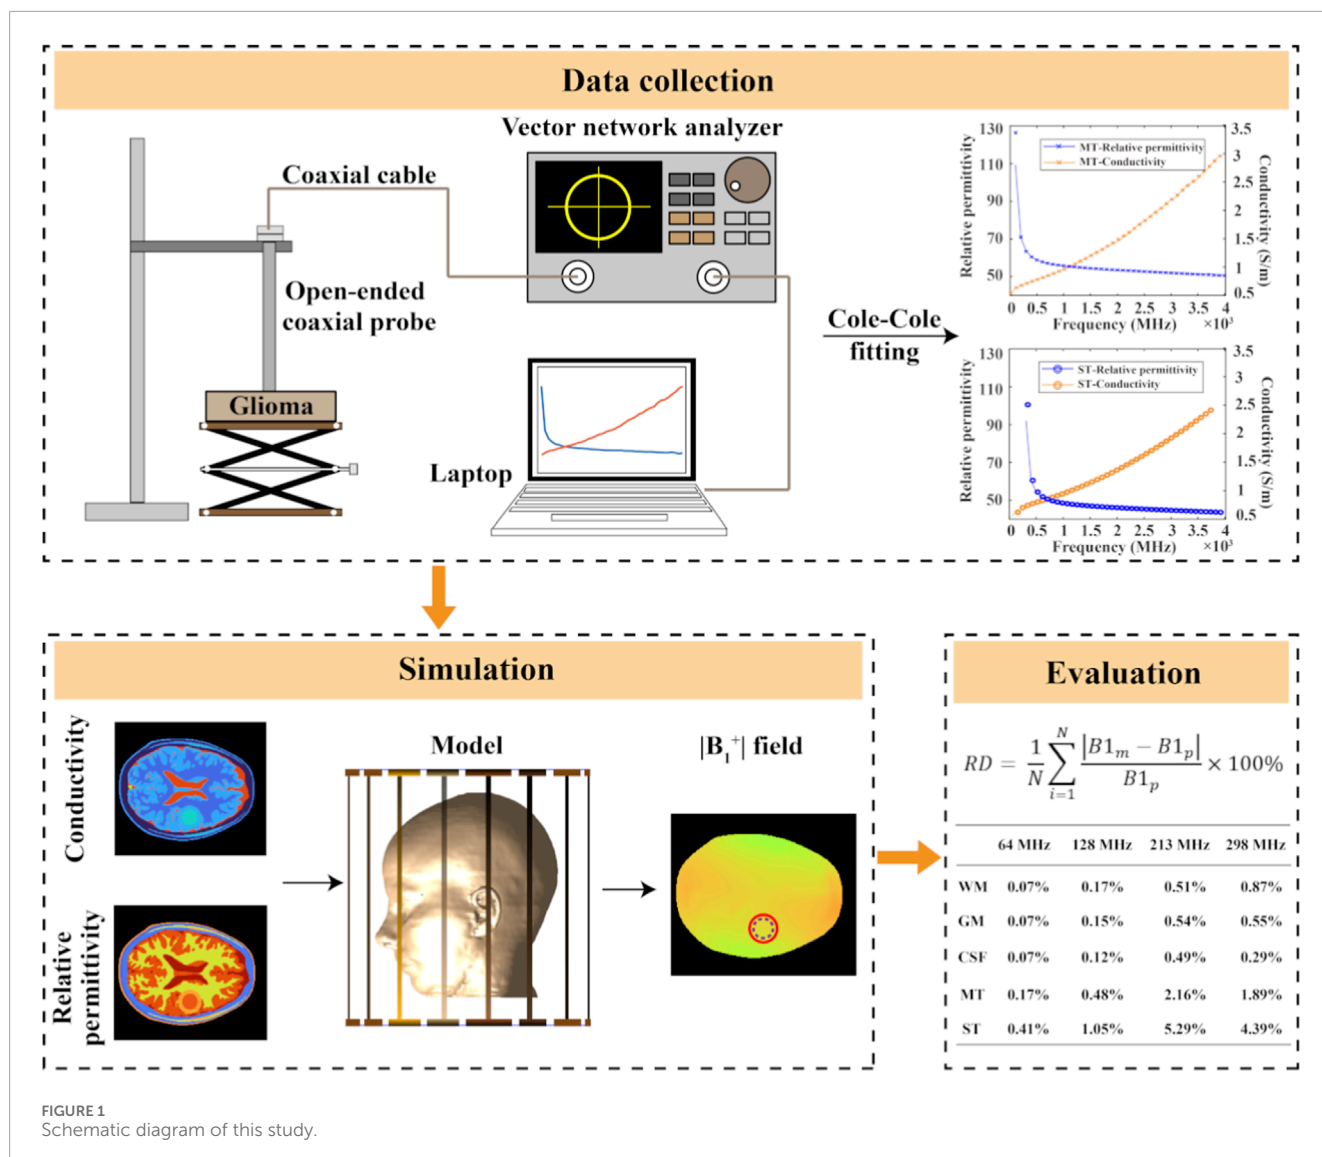 Data collection
Vector network analyzer
Coaxial cable
Open-ended
coaxial probe
Glioma
Laptop
Cole-Cole
fitting
130
110
90
70
50
Relative permittivity
MT-Relative permittivity
MT-Conductivity
3.5
3
2.5
2
1.5
1
0.5
Conductivity (S/m)
0 0.5 1 1.5 2 2.5 3 3.5 4
Frequency (MHz) ×10³
130
110
90
70
50
Relative permittivity
ST-Relative permittivity
ST-Conductivity
3.5
3
2.5
2
1.5
1
0.5
Conductivity (S/m)
0 0.5 1 1.5 2 2.5 3 3.5 4
Frequency (MHz) ×10³
Simulation
Conductivity
Relative
permittivity
Model
|B₁⁺| field
Evaluation
RD = 1/N ∑_{i=1}^{N} |B1ₘ − B1ₚ| / B1ₚ × 100%
64 MHz 128 MHz 213 MHz 298 MHz
WM 0.07% 0.17% 0.51% 0.87%
GM 0.07% 0.15% 0.54% 0.55%
CSF 0.07% 0.12% 0.49% 0.29%
MT 0.17% 0.48% 2.16% 1.89%
ST 0.41% 1.05% 5.29% 4.39%
FIGURE 1
Schematic diagram of this study.